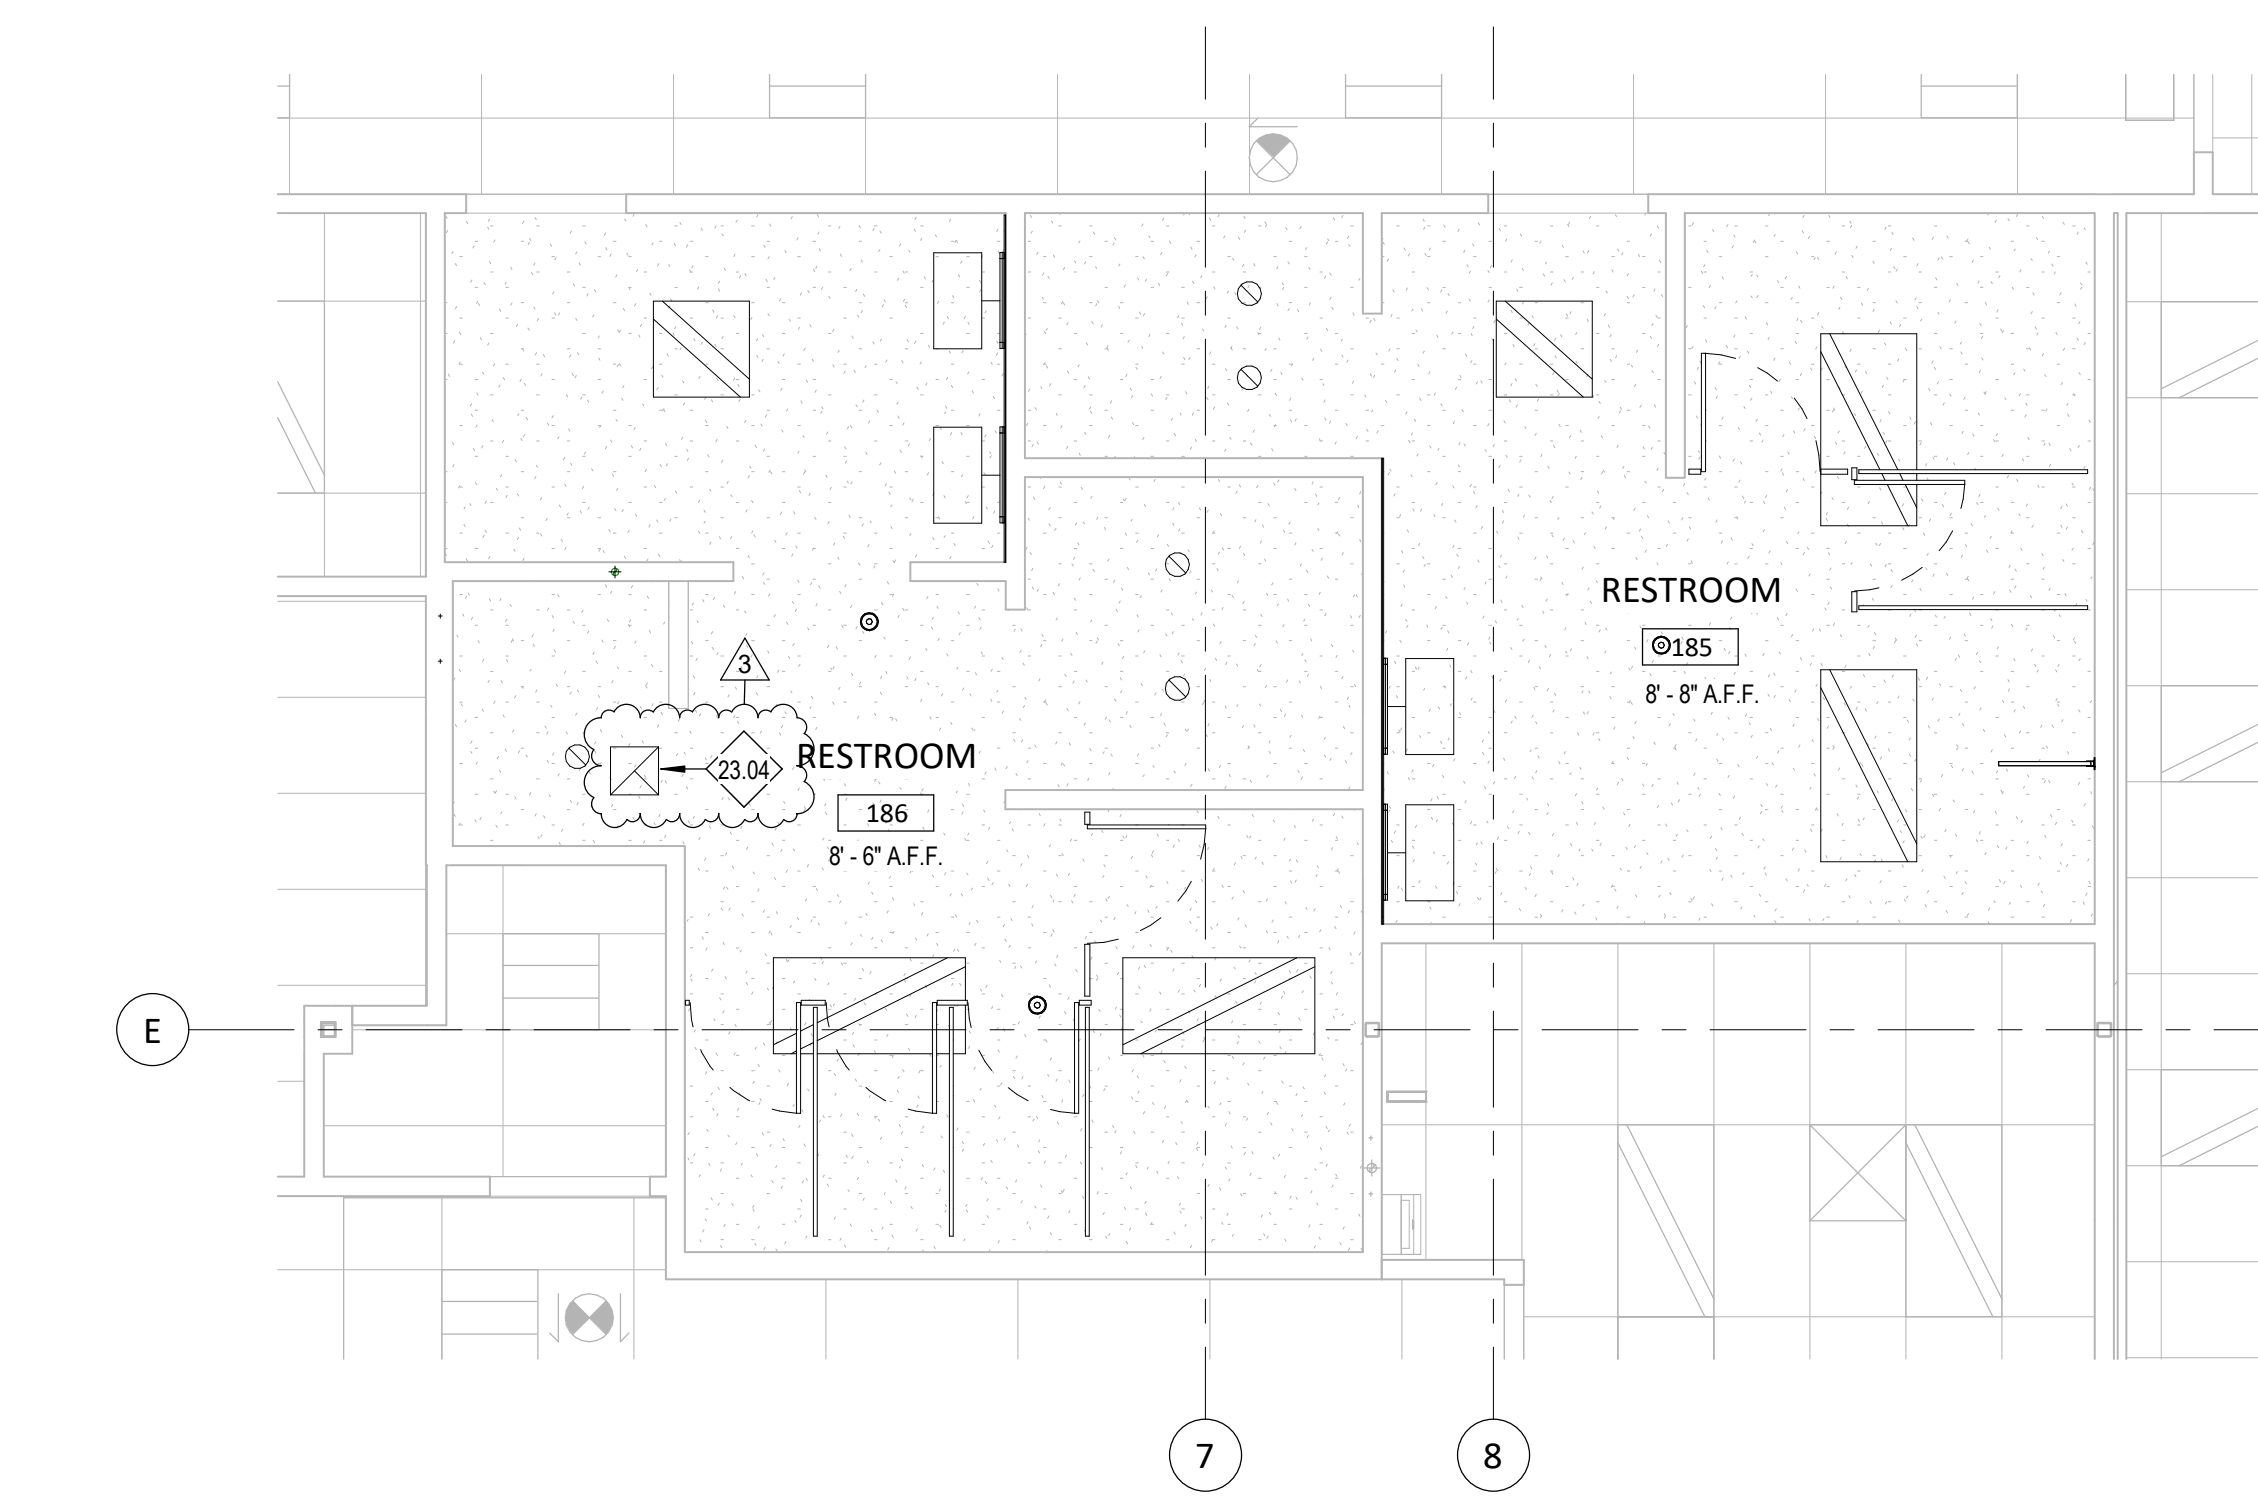 RESTROOM
185
8' - 8" A.F.F.
3
23.04
RESTROOM
186
8' - 6" A.F.F.
E
7
8